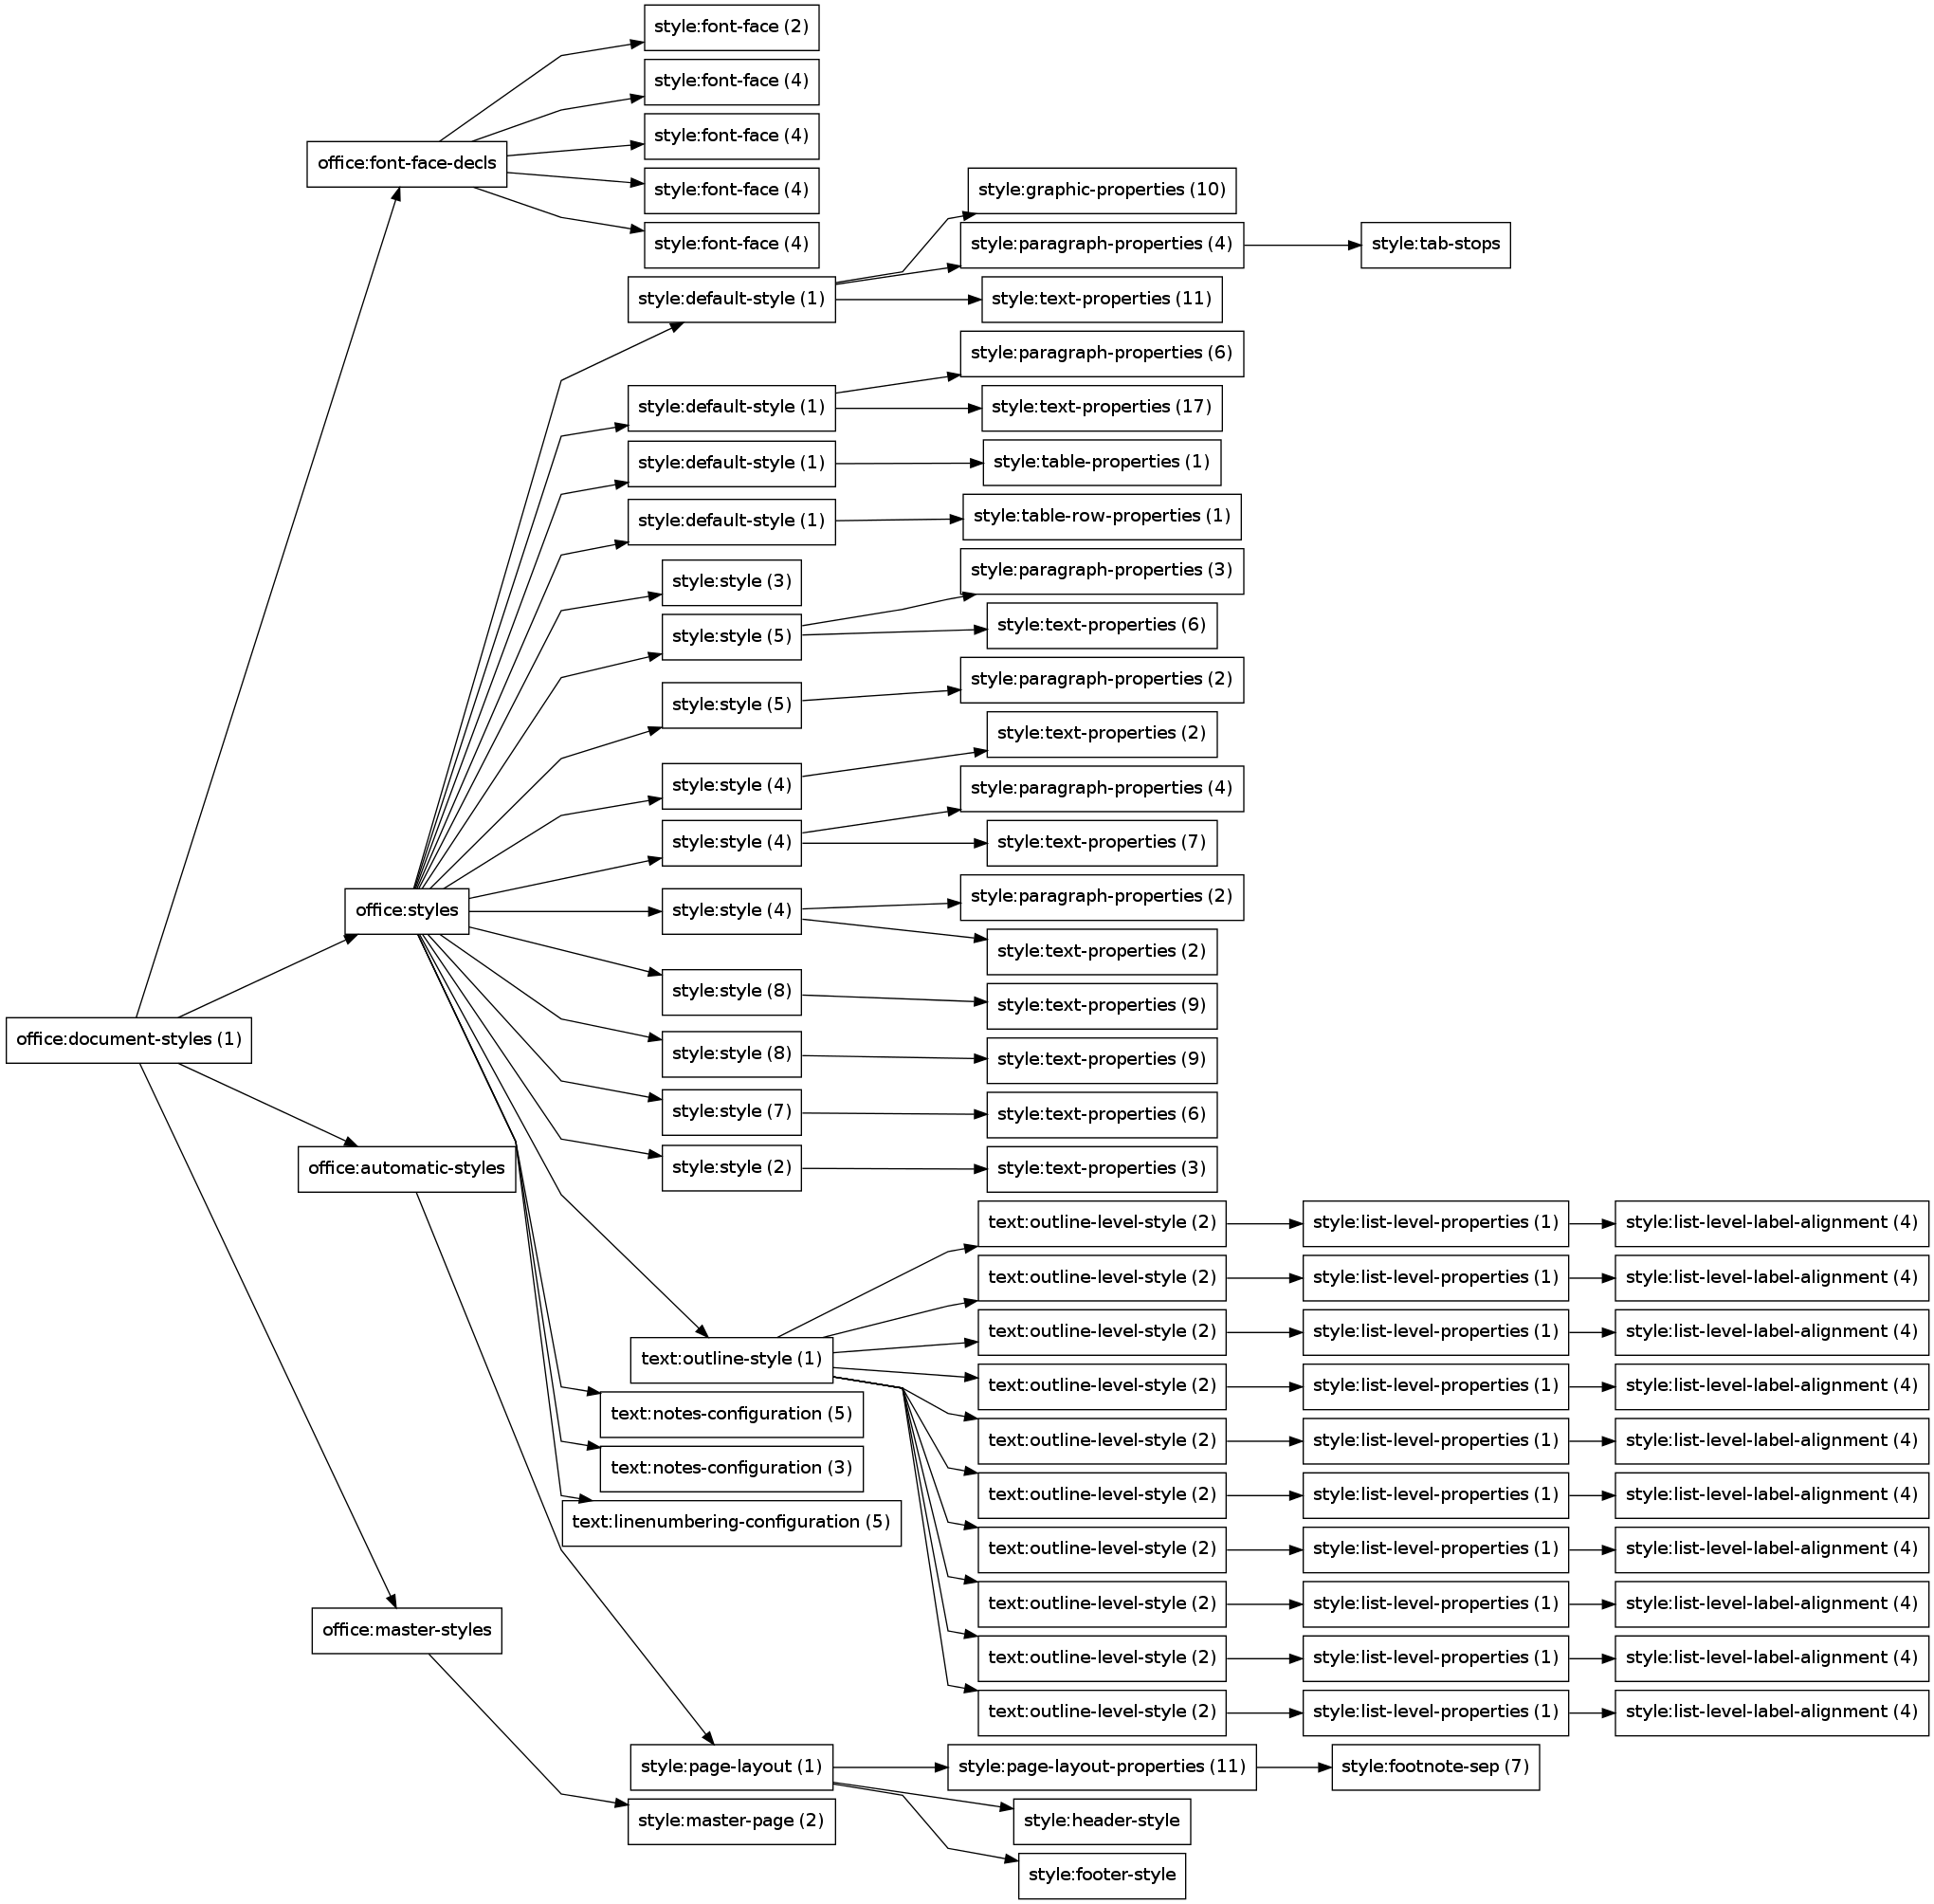 style:font-face (2)
style:font-face (4)
style:font-face (4)
office:font-face-decls
style:font-face (4)
style:graphic-properties (10)
style:font-face (4)
style:paragraph-properties (4)
style:tab-stops
style:default-style (1)
style:text-properties (11)
style:paragraph-properties (6)
style:default-style (1)
style:text-properties (17)
style:default-style (1)
style:table-properties (1)
style:default-style (1)
style:table-row-properties (1)
style:style (3)
style:paragraph-properties (3)
style:style (5)
style:text-properties (6)
style:paragraph-properties (2)
style:style (5)
style:text-properties (2)
style:style (4)
style:paragraph-properties (4)
style:style (4)
style:text-properties (7)
style:paragraph-properties (2)
office:styles
style:style (4)
style:text-properties (2)
style:style (8)
style:text-properties (9)
office:document-styles (1)
style:style (8)
style:text-properties (9)
style:style (7)
style:text-properties (6)
office:automatic-styles
style:style (2)
style:text-properties (3)
text:outline-level-style (2)
style:list-level-properties (1)
style:list-level-label-alignment (4)
text:outline-level-style (2)
style:list-level-properties (1)
style:list-level-label-alignment (4)
text:outline-level-style (2)
style:list-level-properties (1)
style:list-level-label-alignment (4)
text:outline-style (1)
text:outline-level-style (2)
style:list-level-properties (1)
style:list-level-label-alignment (4)
text:notes-configuration (5)
text:outline-level-style (2)
style:list-level-properties (1)
style:list-level-label-alignment (4)
text:notes-configuration (3)
text:outline-level-style (2)
style:list-level-properties (1)
style:list-level-label-alignment (4)
text:linenumbering-configuration (5)
text:outline-level-style (2)
style:list-level-properties (1)
style:list-level-label-alignment (4)
text:outline-level-style (2)
style:list-level-properties (1)
style:list-level-label-alignment (4)
office:master-styles
text:outline-level-style (2)
style:list-level-properties (1)
style:list-level-label-alignment (4)
text:outline-level-style (2)
style:list-level-properties (1)
style:list-level-label-alignment (4)
style:page-layout (1)
style:page-layout-properties (11)
style:footnote-sep (7)
style:master-page (2)
style:header-style
style:footer-style